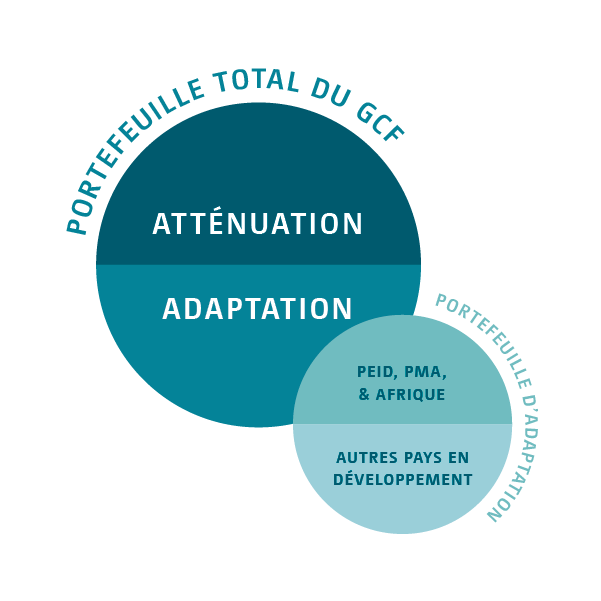 PORTEFEUILLE TOTAL DU GCF
ATTÉNUATION
ADAPTATION
PORTEFEUILLE D'ADAPTATION
PEID, PMA,
& AFRIQUE
AUTRES PAYS EN
DÉVELOPPEMENT